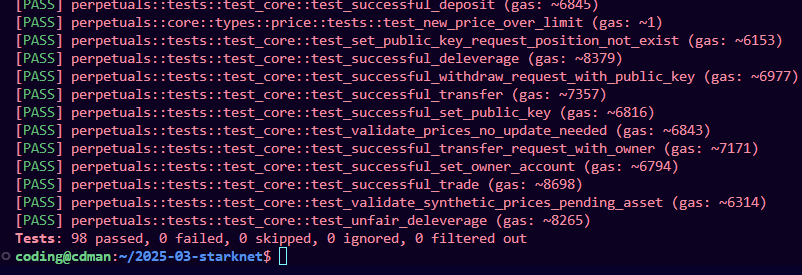 [PASS] perpetuals::tests::test_core::test_successful_deposit (gas: ~6845)
[PASS] perpetuals::core::types::price::tests::test_new_price_over_limit (gas: ~1)
[PASS] perpetuals::tests::test_core::test_set_public_key_request_position_not_exist (gas: ~6153)
[PASS] perpetuals::tests::test_core::test_successful_deleverage (gas: ~8379)
[PASS] perpetuals::tests::test_core::test_successful_withdraw_request_with_public_key (gas: ~6977)
[PASS] perpetuals::tests::test_core::test_successful_transfer (gas: ~7357)
[PASS] perpetuals::tests::test_core::test_successful_set_public_key (gas: ~6816)
[PASS] perpetuals::tests::test_core::test_validate_prices_no_update_needed (gas: ~6843)
[PASS] perpetuals::tests::test_core::test_successful_transfer_request_with_owner (gas: ~7171)
[PASS] perpetuals::tests::test_core::test_successful_set_owner_account (gas: ~6794)
[PASS] perpetuals::tests::test_core::test_successful_trade (gas: ~8698)
[PASS] perpetuals::tests::test_core::test_validate_synthetic_prices_pending_asset (gas: ~6314)
[PASS] perpetuals::tests::test_core::test_unfair_deleverage (gas: ~8265)
Tests: 98 passed, 0 failed, 0 skipped, 0 ignored, 0 filtered out
coding@cdman:~/2025-03-starknet$